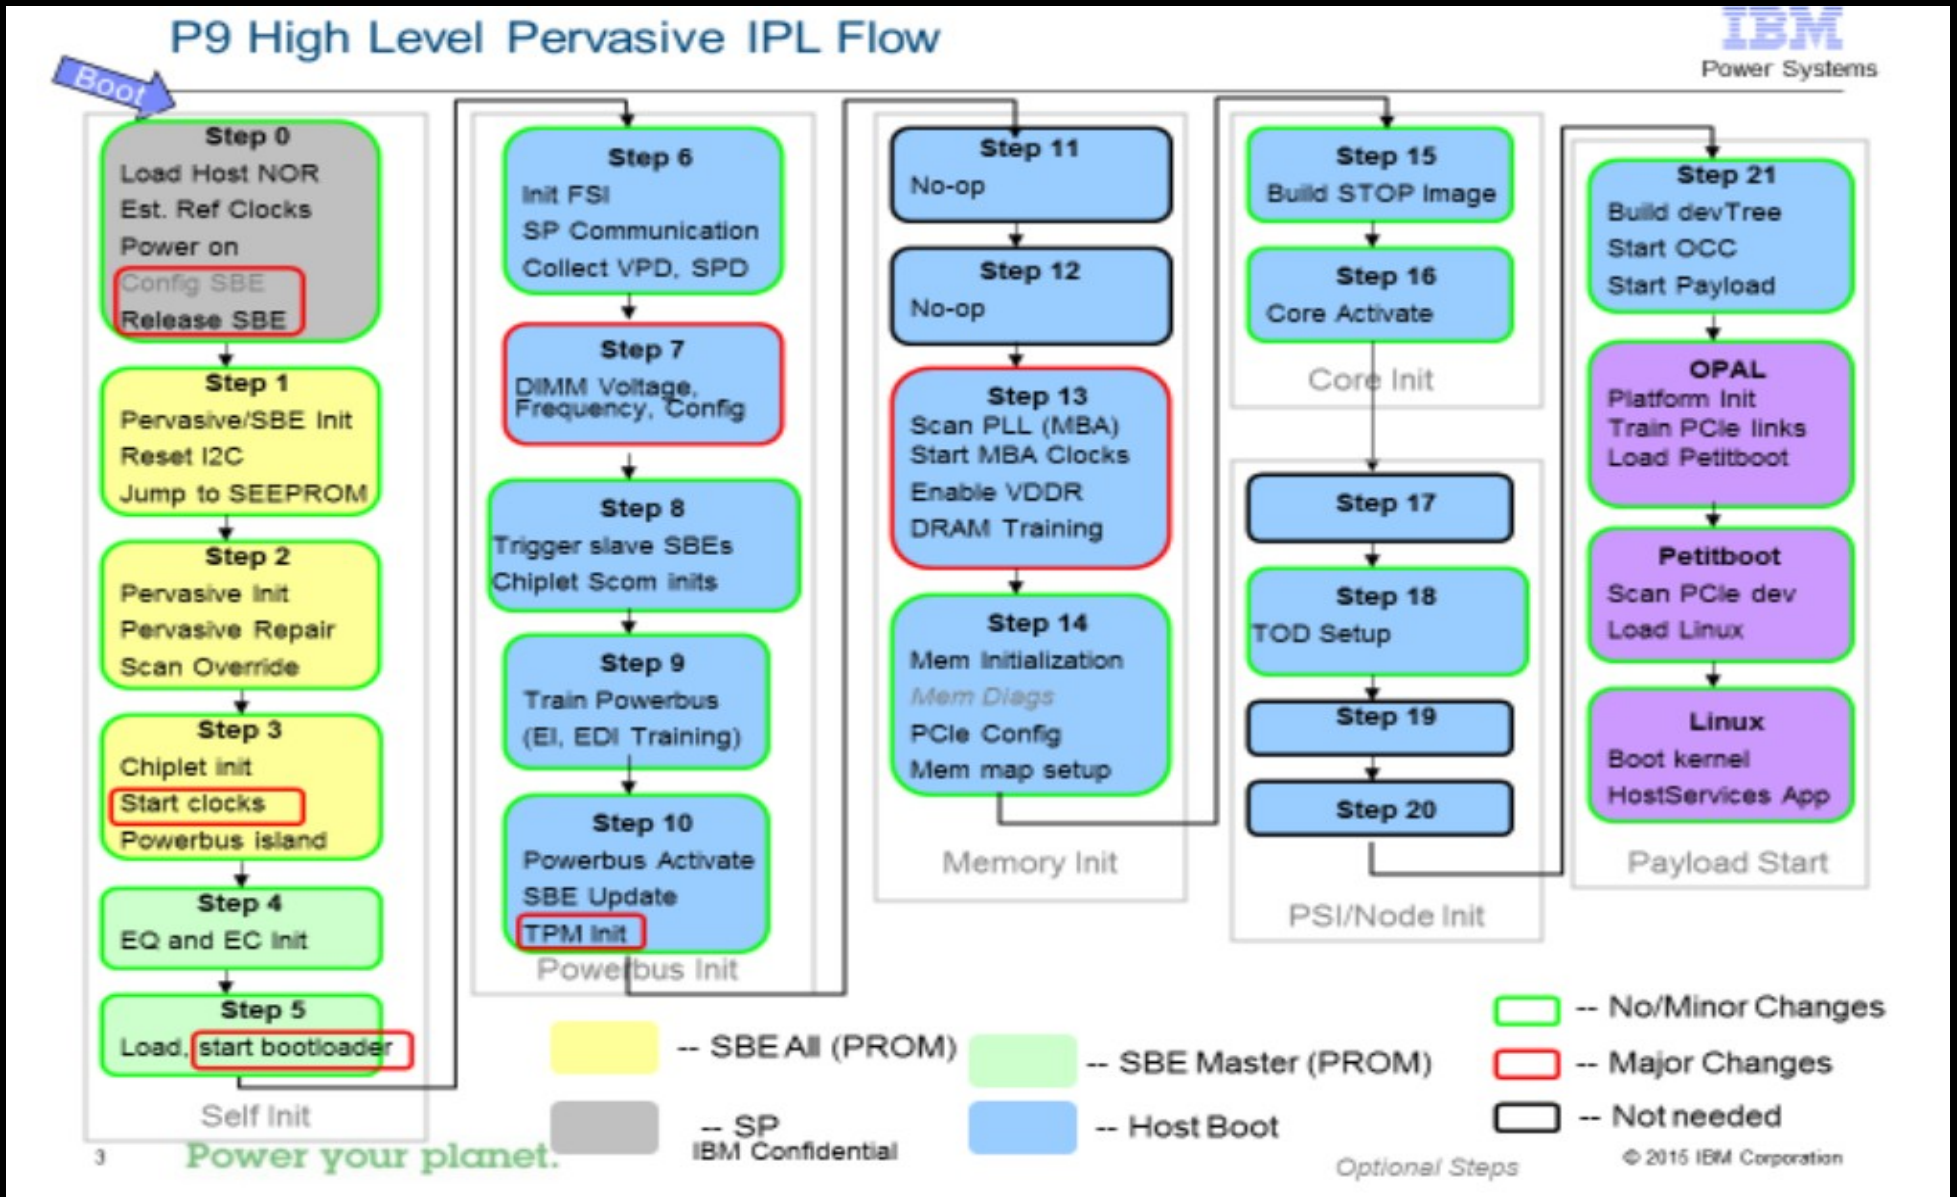 P9 High Level Pervasive IPL Flow
IBM
Power Systems
Boot
Step 0
Load Host NOR
Est. Ref Clocks
Power on
Config SBE
Release SBE
Step 1
Pervasive/SBE Init
Reset I2C
Jump to SEEPROM
Step 2
Pervasive Init
Pervasive Repair
Scan Override
Step 3
Chiplet init
Start clocks
Powerbus island
Step 4
EQ and EC Init
Step 5
Load, start bootloader
Self Init
Step 6
Init FSI
SP Communication
Collect VPD, SPD
Step 7
DIMM Voltage,
Frequency, Config
Step 8
Trigger slave SBEs
Chiplet Scom inits
Step 9
Train Powerbus
(EI, EDI Training)
Step 10
Powerbus Activate
SBE Update
TPM Init
Powerbus Init
Step 11
No-op
Step 12
No-op
Step 13
Scan PLL (MBA)
Start MBA Clocks
Enable VDDR
DRAM Training
Step 14
Mem Initialization
Mem Diags
PCIe Config
Mem map setup
Memory Init
Step 15
Build STOP Image
Step 16
Core Activate
Core Init
Step 17
Step 18
TOD Setup
Step 19
Step 20
PSI/Node Init
Step 21
Build devTree
Start OCC
Start Payload
OPAL
Platform Init
Train PCIe links
Load Petitboot
Petitboot
Scan PCIe dev
Load Linux
Linux
Boot kernel
HostServices App
Payload Start
-- SBE All (PROM)
-- SBE Master (PROM)
-- SP
-- Host Boot
-- No/Minor Changes
-- Major Changes
-- Not needed
Optional Steps
3
Power your planet.
IBM Confidential
© 2015 IBM Corporation